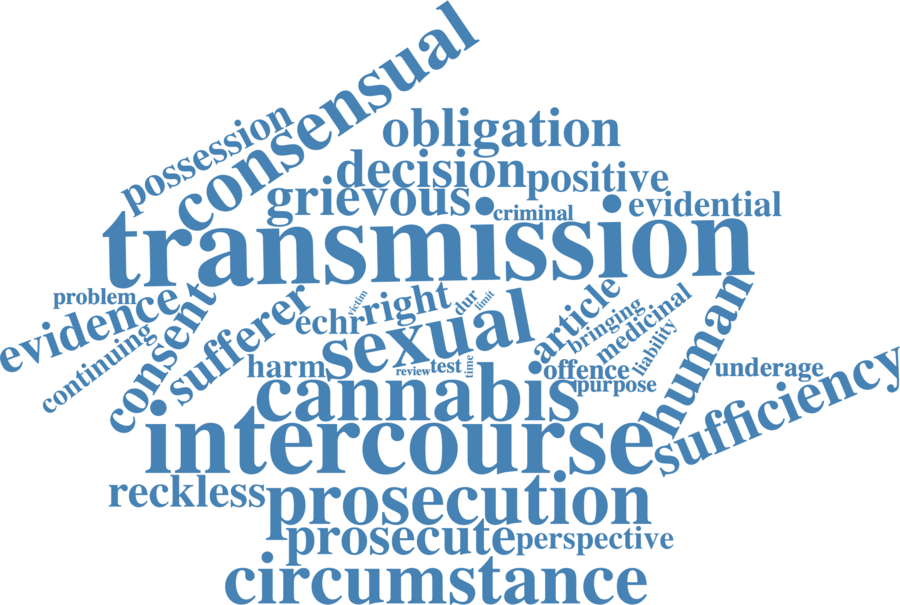 consensual
possession
obligation
decision
positive
grievous
criminal
evidential
transmission
problem
evidence
continuing
consent
sufferer
echr
victim
right
dur
limit
sexual
article
bringing
medicinal
liability
human
harm
review
test
time
offence
purpose
underage
cannabis
sufficiency
intercourse
reckless
prosecution
prosecute
perspective
circumstance